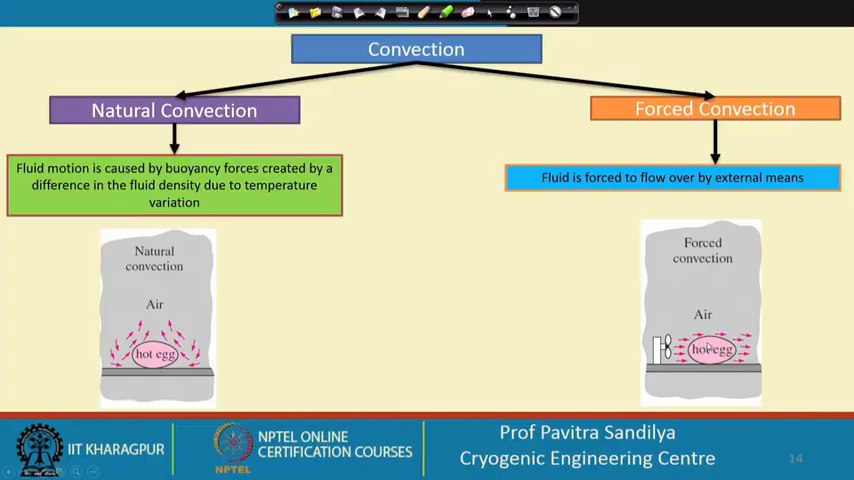 Convection
Natural Convection
Forced Convection
Fluid motion is caused by buoyancy forces created by a
difference in the fluid density due to temperature
variation
Fluid is forced to flow over by external means
Natural
convection
Air
hot egg
Forced
convection
Air
hot egg
IIT KHARAGPUR
NPTEL
NPTEL ONLINE
CERTIFICATION COURSES
Prof Pavitra Sandilya
Cryogenic Engineering Centre
14